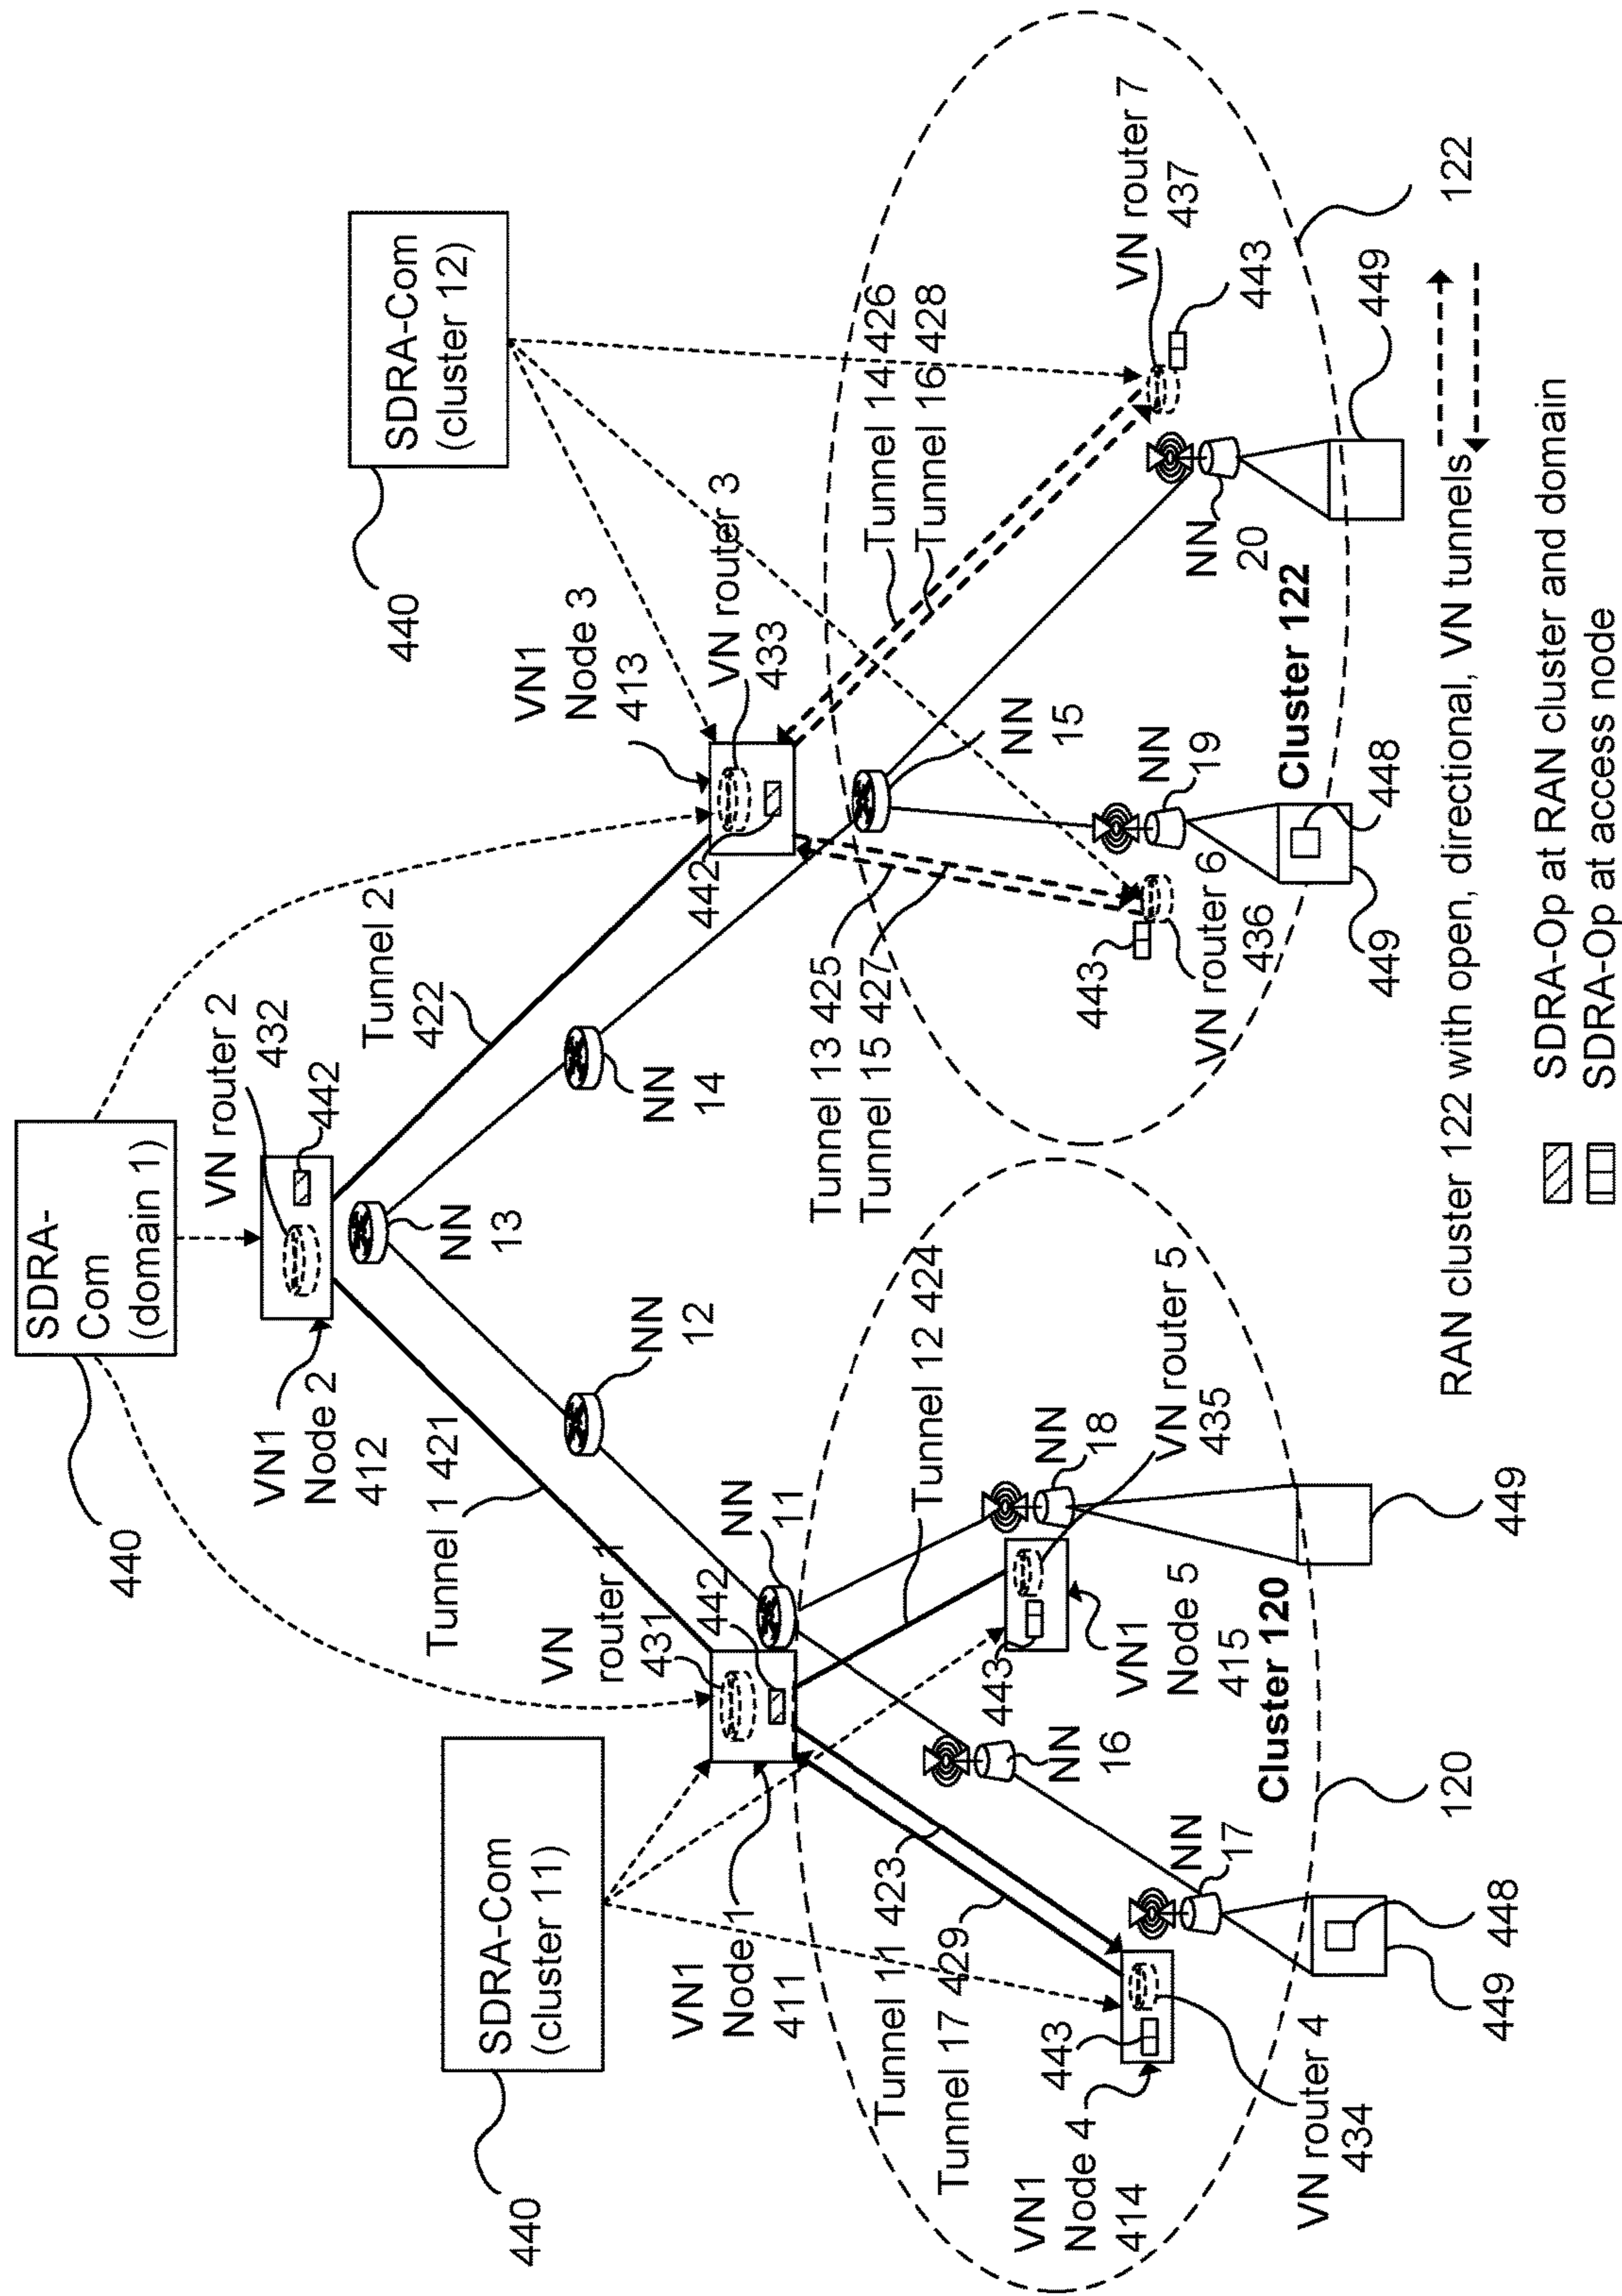 SDRA-
Com
(domain 1)
440
SDRA-Com
(cluster 11)
440
SDRA-Com
(cluster 12)
440
VN router 2
432
442
VN1
Node 2
412
NN
13
Tunnel 1 421
Tunnel 2
422
NN
12
NN
14
VN
router 1
431
442
NN
11
VN1
Node 1
411
VN1
Node 3
413
VN router 3
433
442
NN
15
Tunnel 11 423
Tunnel 17 429
Tunnel 12 424
Tunnel 13 425
Tunnel 15 427
Tunnel 14 426
Tunnel 16 428
NN
16
NN
18
443
VN1
Node 5
415
VN router 5
435
VN1
Node 4
414
443
VN router 4
434
NN
17
448
449
449
Cluster 120
120
443
VN router 6
436
NN
19
448
449
NN
20
VN router 7
437
443
449
Cluster 122
122
RAN cluster 122 with open, directional, VN tunnels
SDRA-Op at RAN cluster and domain
SDRA-Op at access node